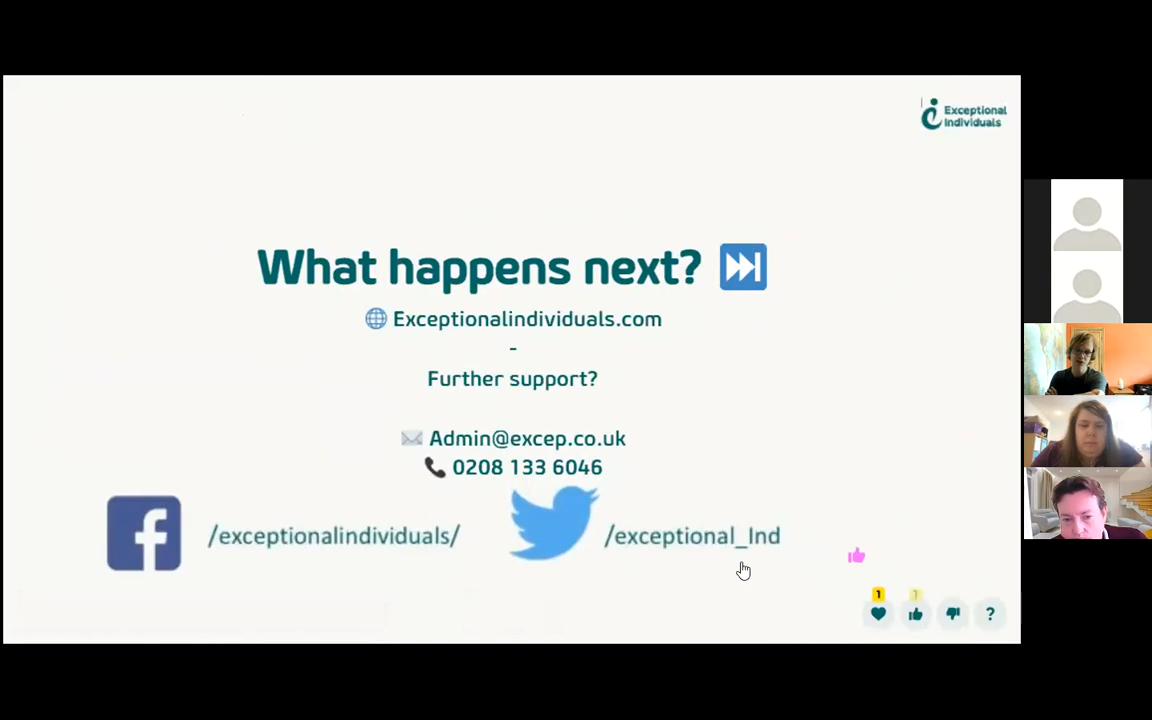 Exceptional
Individuals
What happens next?
Exceptionalindividuals.com
-
Further support?
Admin@excep.co.uk
0208 133 6046
/exceptionalindividuals/
/exceptional_Ind
1
1
?